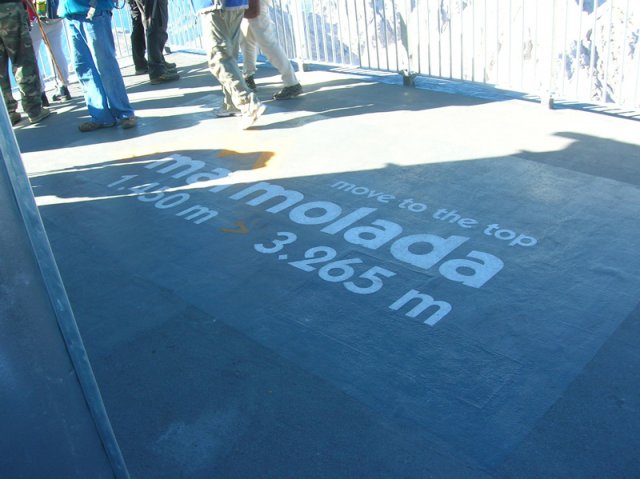 move to the top
marmolada
1.450 m > 3.265 m